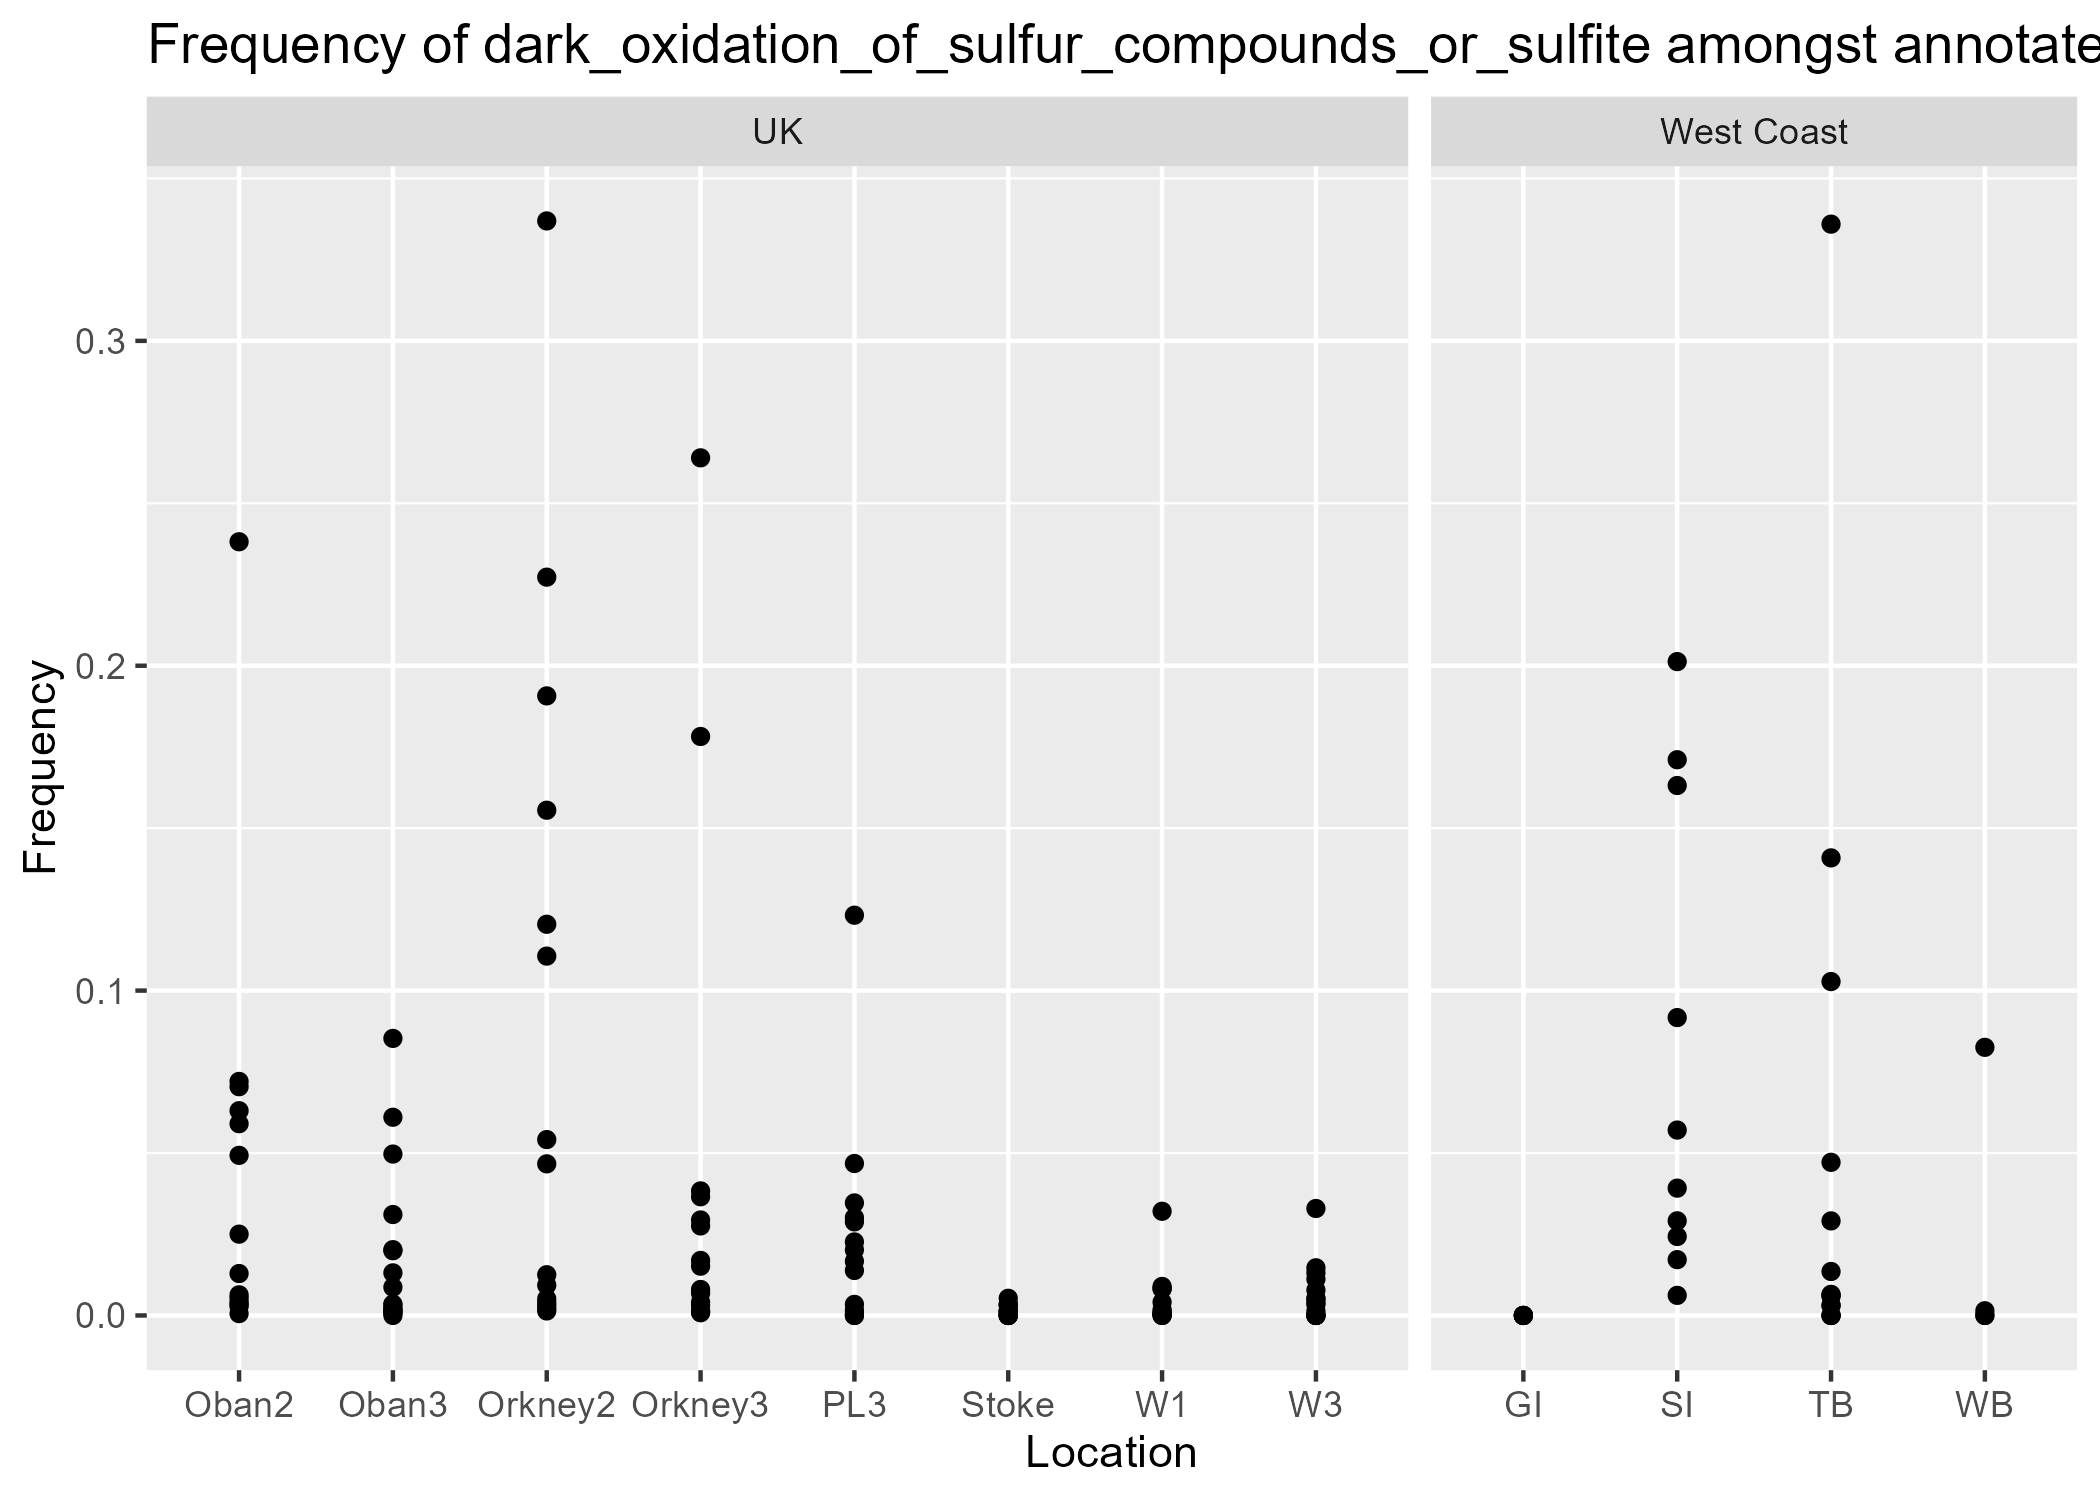 Frequency of dark_oxidation_of_sulfur_compounds_or_sulfite amongst annotate
UK
West Coast
0.3
0.2
0.1
0.0
Frequency
Oban2 Oban3 Orkney2 Orkney3 PL3 Stoke W1 W3 GI SI TB WB
Location